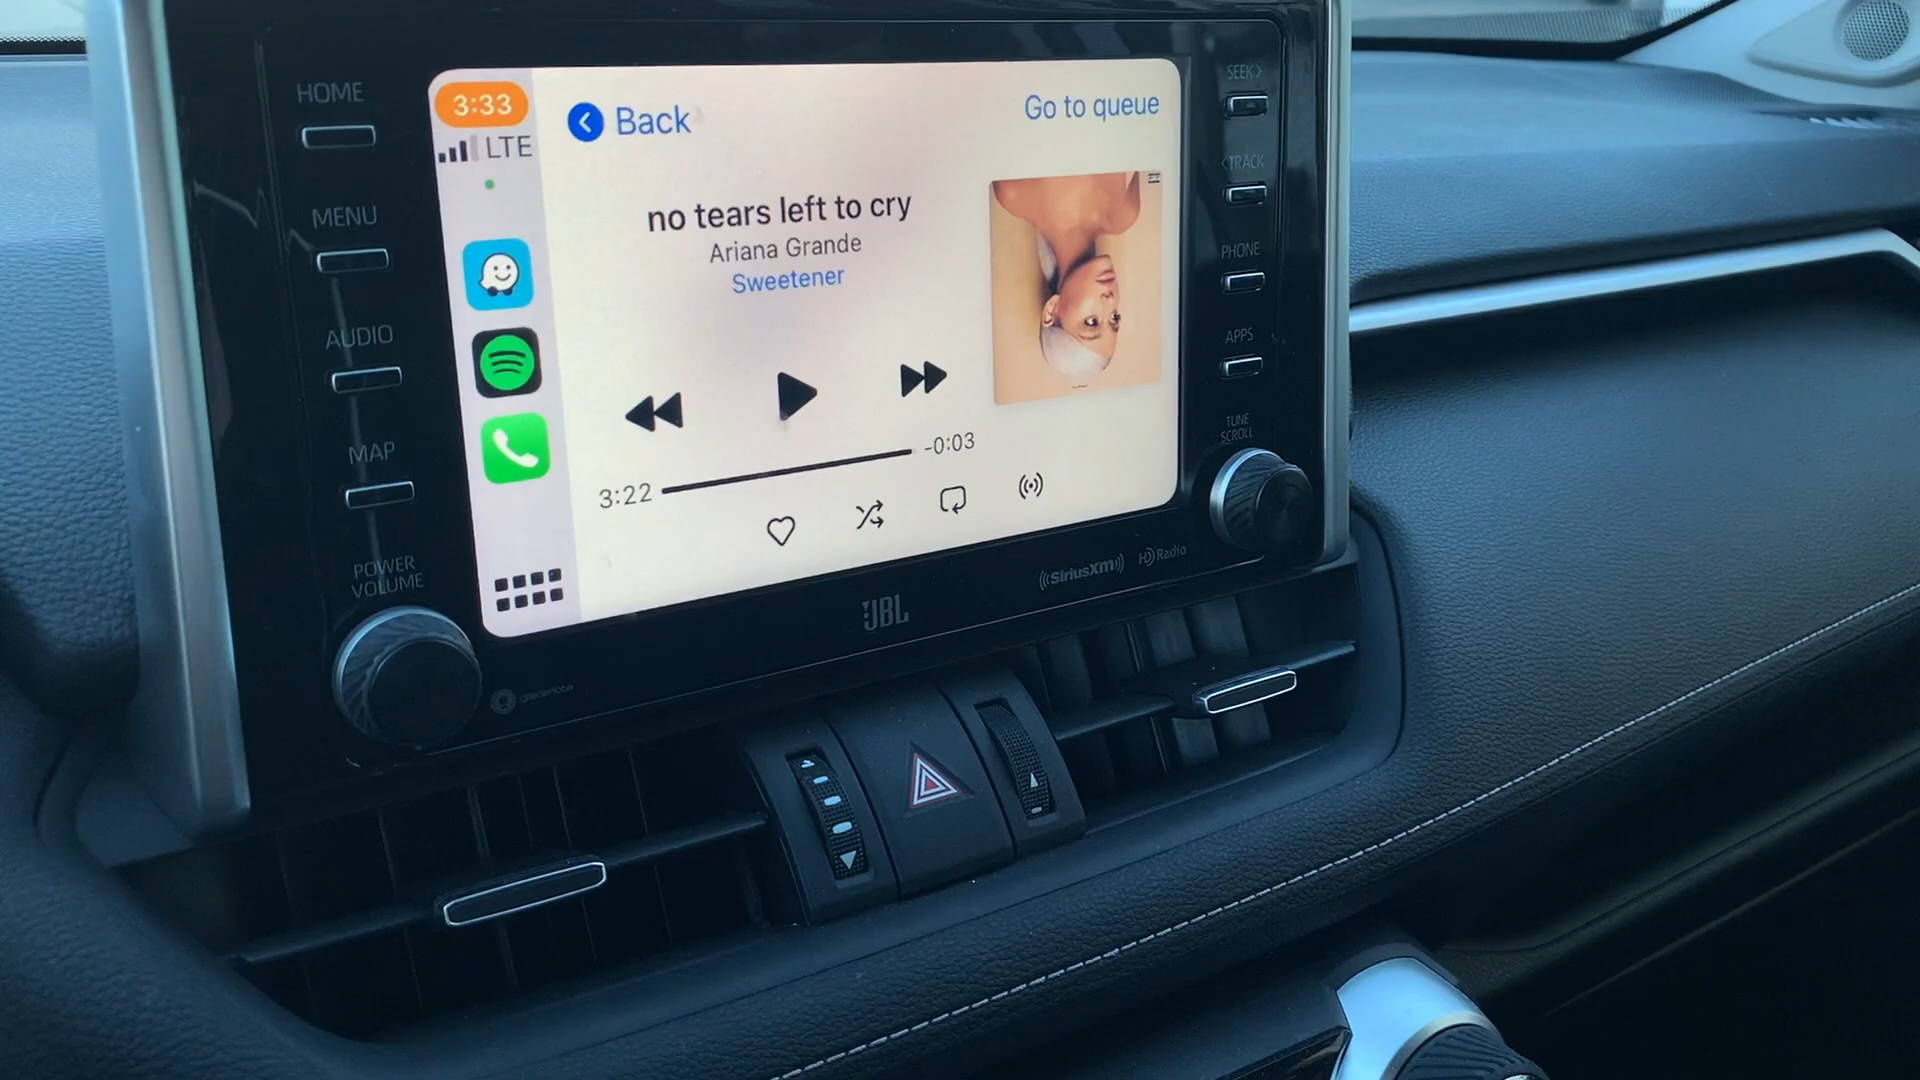 HOME
MENU
AUDIO
MAP
POWER
VOLUME
3:33
LTE
Back
Go to queue
no tears left to cry
Ariana Grande
Sweetener
3:22
-0:03
SEEK>
<TRACK
PHONE
APPS
TUNE
SCROLL
JBL
((SiriusXM))
HD Radio
gracenote